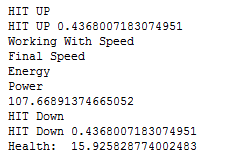 HIT UP
HIT UP 0.4368007183074951
Working With Speed
Final Speed
Energy
Power
107.66891374665052
HIT Down
HIT Down 0.4368007183074951
Health:  15.925828774002483